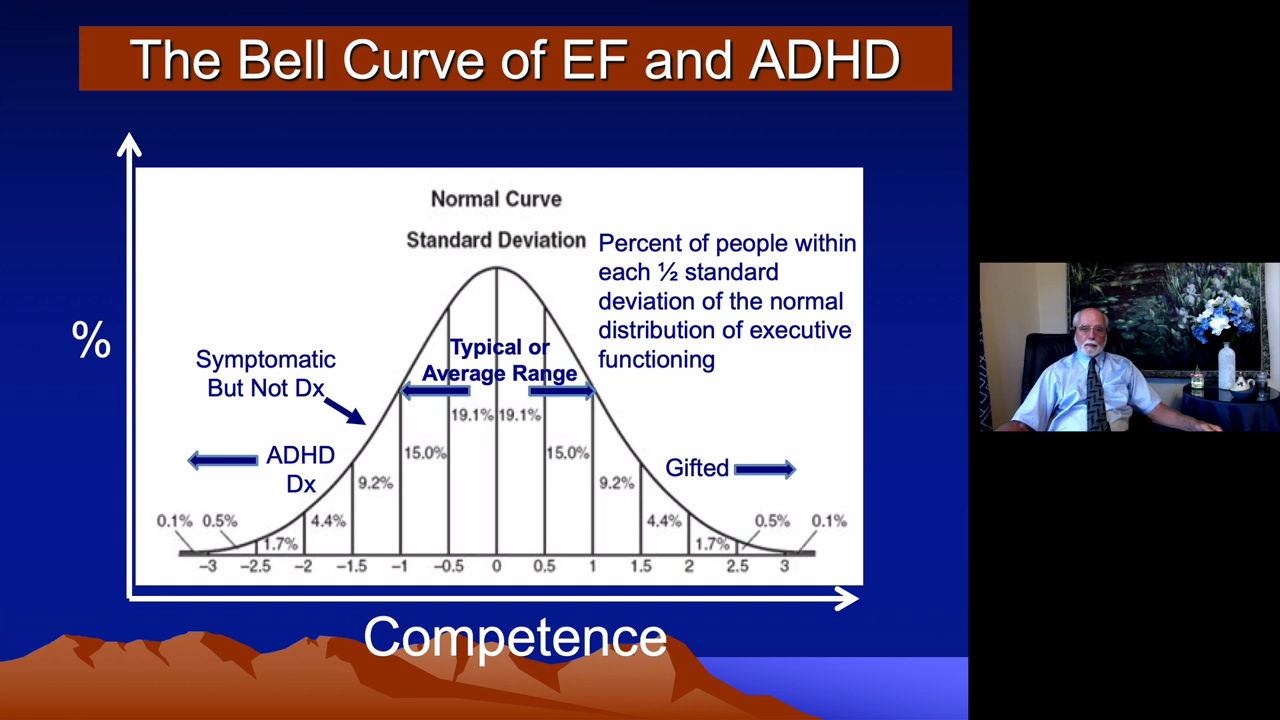 The Bell Curve of EF and ADHD
%
Normal Curve
Standard Deviation
Percent of people within
each ½ standard
deviation of the normal
distribution of executive
functioning
Typical or
Average Range
Symptomatic
But Not Dx
ADHD
Dx
Gifted
0.1% 0.5% 1.7% 4.4% 9.2% 15.0% 19.1% 19.1% 15.0% 9.2% 4.4% 1.7% 0.5% 0.1%
−3 −2.5 −2 −1.5 −1 −0.5 0 0.5 1 1.5 2 2.5 3
Competence